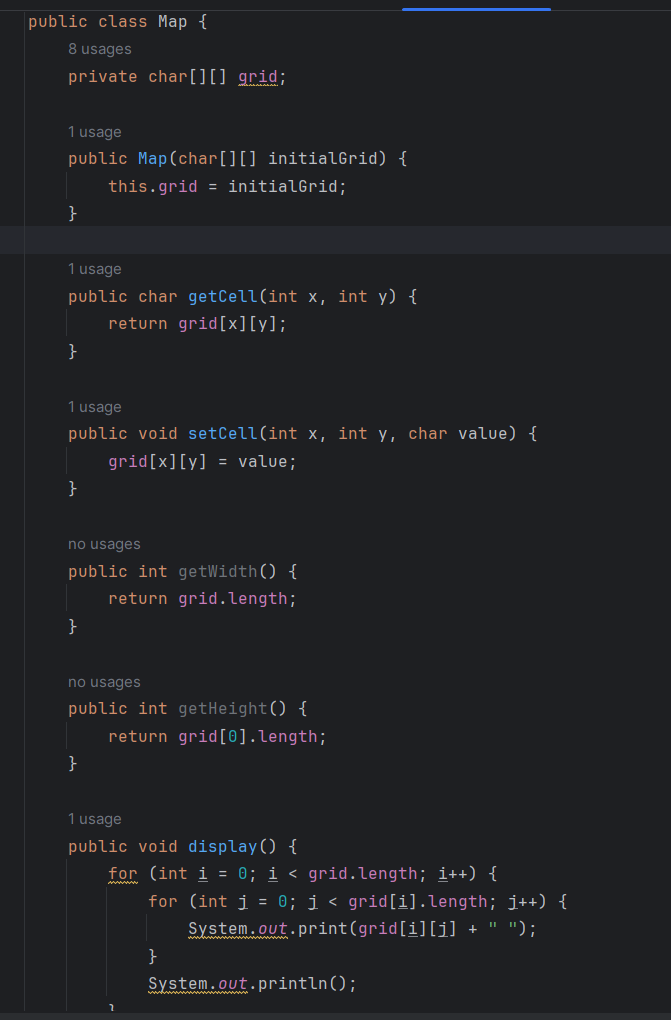 public class Map {
8 usages
private char[][] grid;
1 usage
public Map(char[][] initialGrid) {
this.grid = initialGrid;
}
1 usage
public char getCell(int x, int y) {
return grid[x][y];
}
1 usage
public void setCell(int x, int y, char value) {
grid[x][y] = value;
}
no usages
public int getWidth() {
return grid.length;
}
no usages
public int getHeight() {
return grid[0].length;
}
1 usage
public void display() {
for (int i = 0; i < grid.length; i++) {
for (int j = 0; j < grid[i].length; j++) {
System.out.print(grid[i][j] + " ");
}
System.out.println();
}